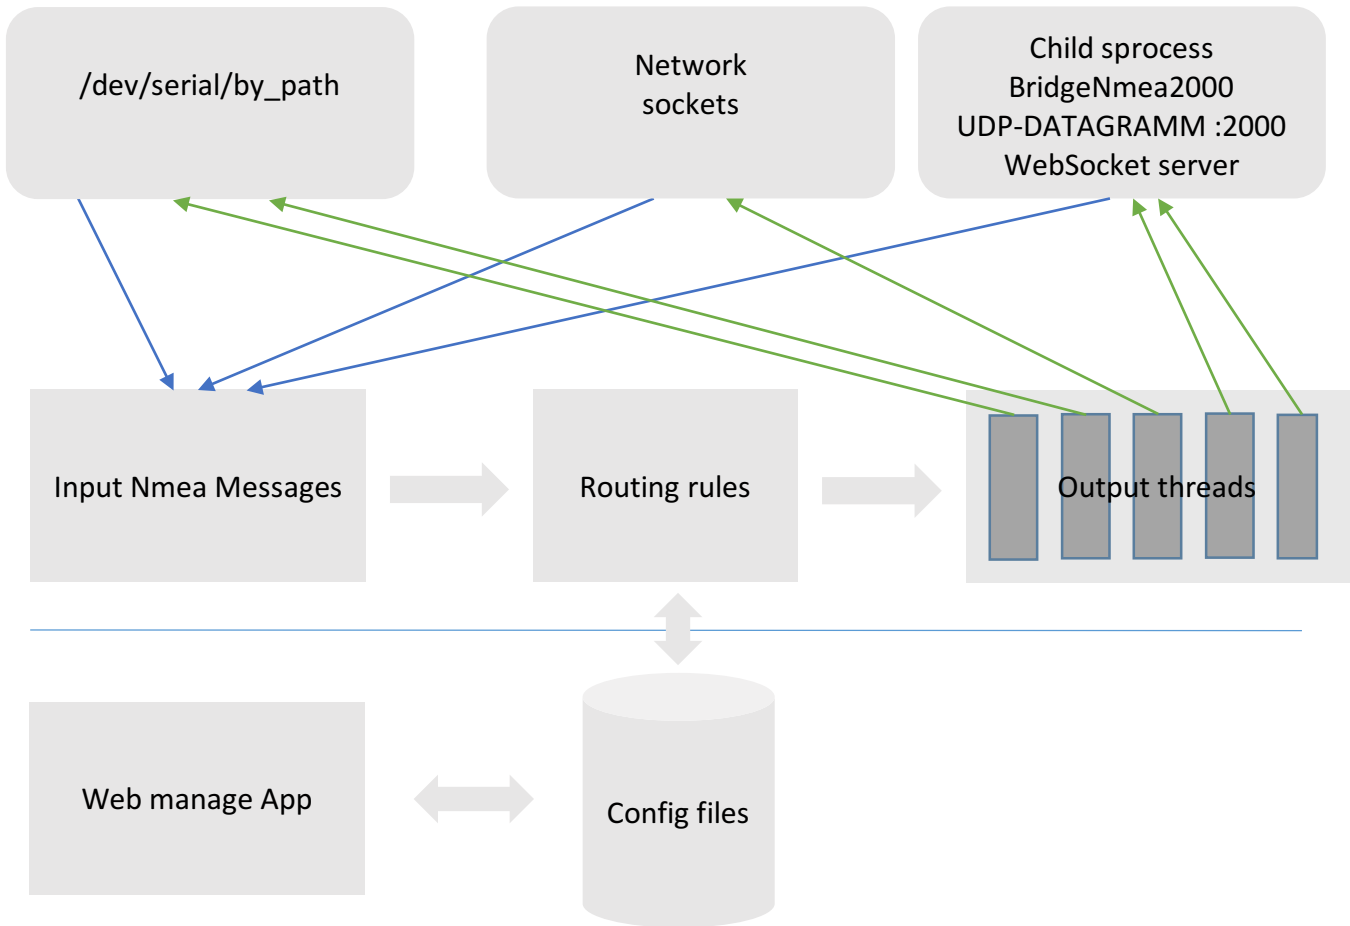 /dev/serial/by_path
Network
sockets
Child sprocess
BridgeNmea2000
UDP-DATAGRAMM :2000
WebSocket server
Input Nmea Messages
Routing rules
Output threads
Web manage App
Config files